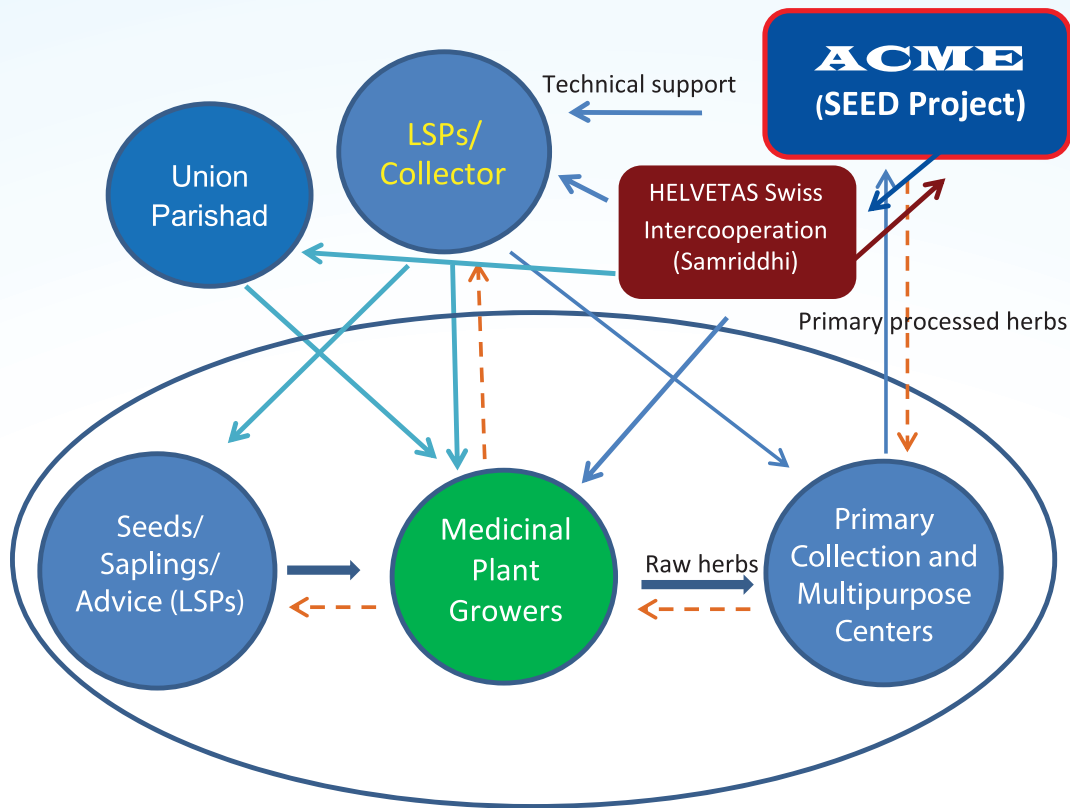 ACME
(SEED Project)
Technical support
LSPs/
Collector
Union
Parishad
HELVETAS Swiss
Intercooperation
(Samriddhi)
Primary processed herbs
Seeds/
Saplings/
Advice (LSPs)
Medicinal
Plant
Growers
Raw herbs
Primary
Collection and
Multipurpose
Centers